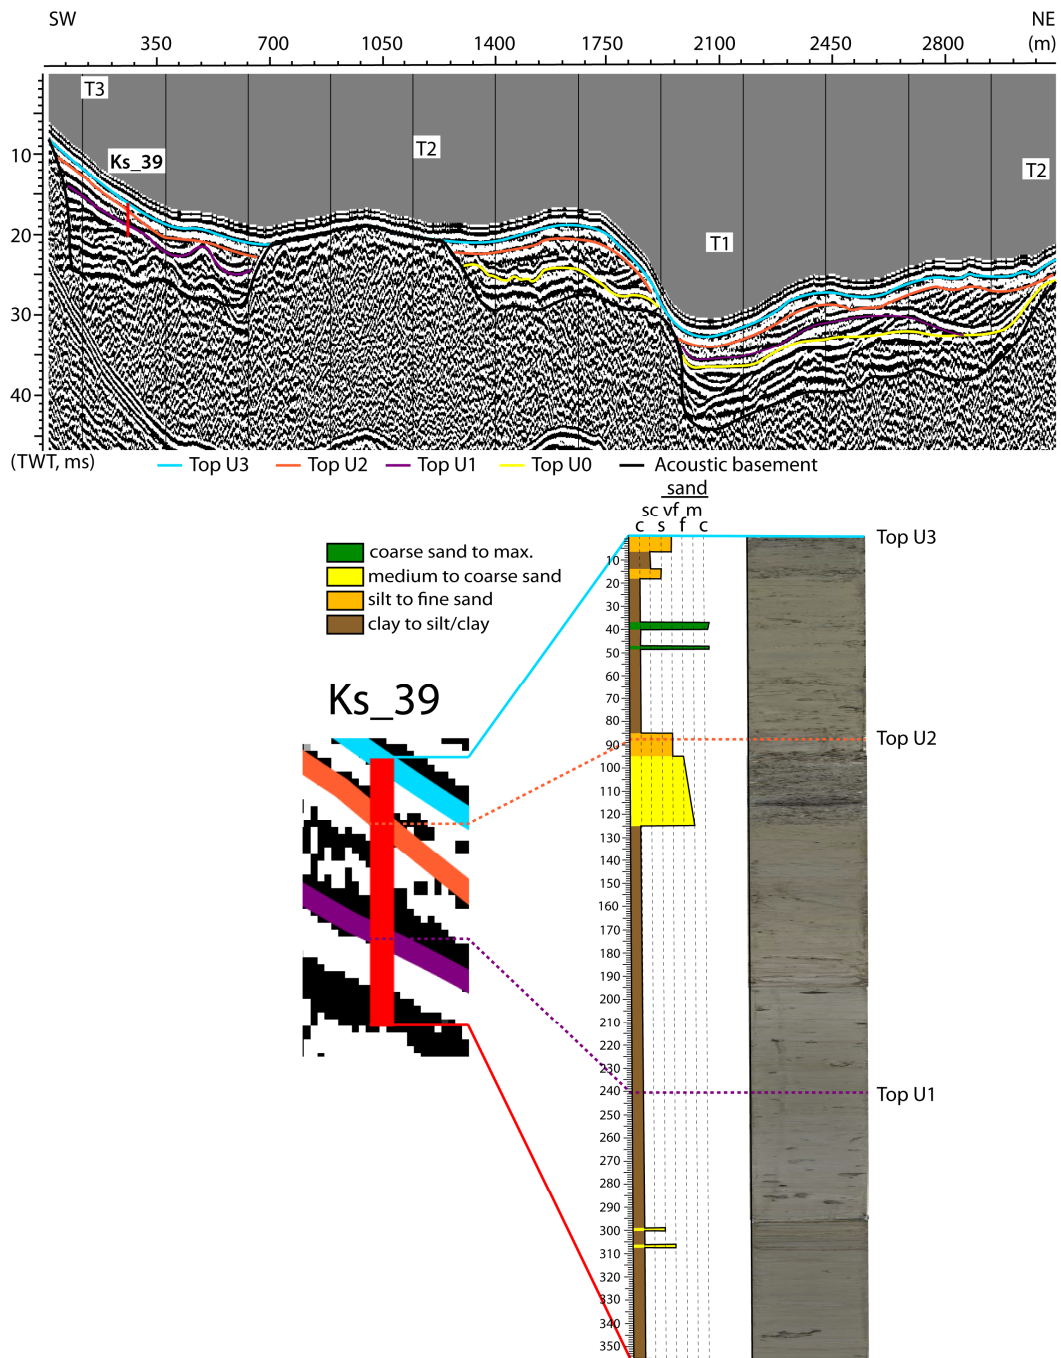 SW NE
350 700 1050 1400 1750 2100 2450 2800 (m)
T3
T2
Ks_39
T2
T1
10
20
30
40
(TWT, ms)
Top U3 Top U2 Top U1 Top U0 Acoustic basement
sand
sc vf m
c s f c
coarse sand to max.
medium to coarse sand
silt to fine sand
clay to silt/clay
Ks_39
Top U3
10
20
30
40
50
60
70
80
90
Top U2
100
110
120
130
140
150
160
170
180
190
200
210
220
230
240
Top U1
250
260
270
280
290
300
310
320
330
340
350